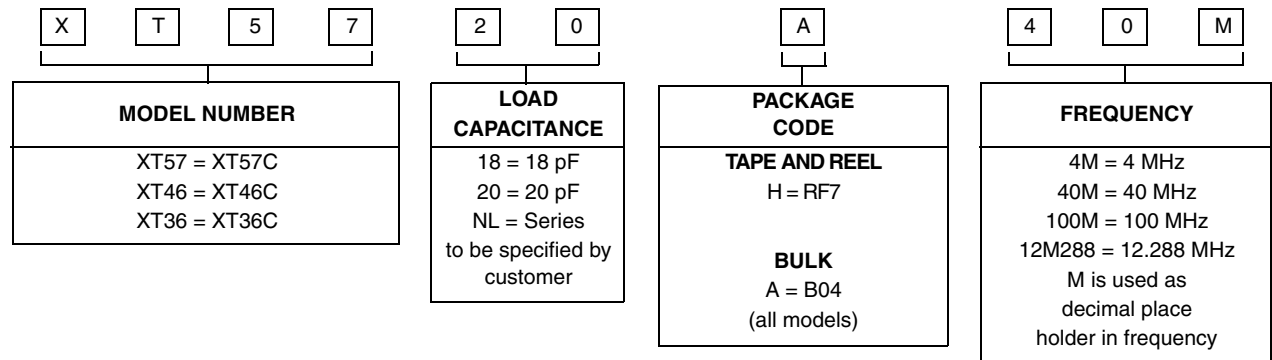 X T 5 7 2 0 A 4 0 M
MODEL NUMBER
XT57 = XT57C
XT46 = XT46C
XT36 = XT36C
LOAD
CAPACITANCE
18 = 18 pF
20 = 20 pF
NL = Series
to be specified by
customer
PACKAGE
CODE
TAPE AND REEL
H = RF7
BULK
A = B04
(all models)
FREQUENCY
4M = 4 MHz
40M = 40 MHz
100M = 100 MHz
12M288 = 12.288 MHz
M is used as
decimal place
holder in frequency